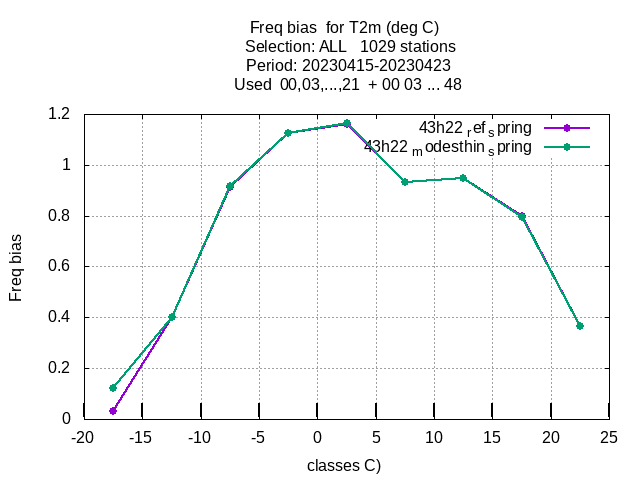 Freq bias  for T2m (deg C)
Selection: ALL   1029 stations
Period: 20230415-20230423
Used  00,03,...,21  + 00 03 ... 48
43h22 ref spring
43h22 modesthin spring
1.2
1
0.8
0.6
0.4
0.2
0
Freq bias
-20 -15 -10 -5 0 5 10 15 20 25
classes C)